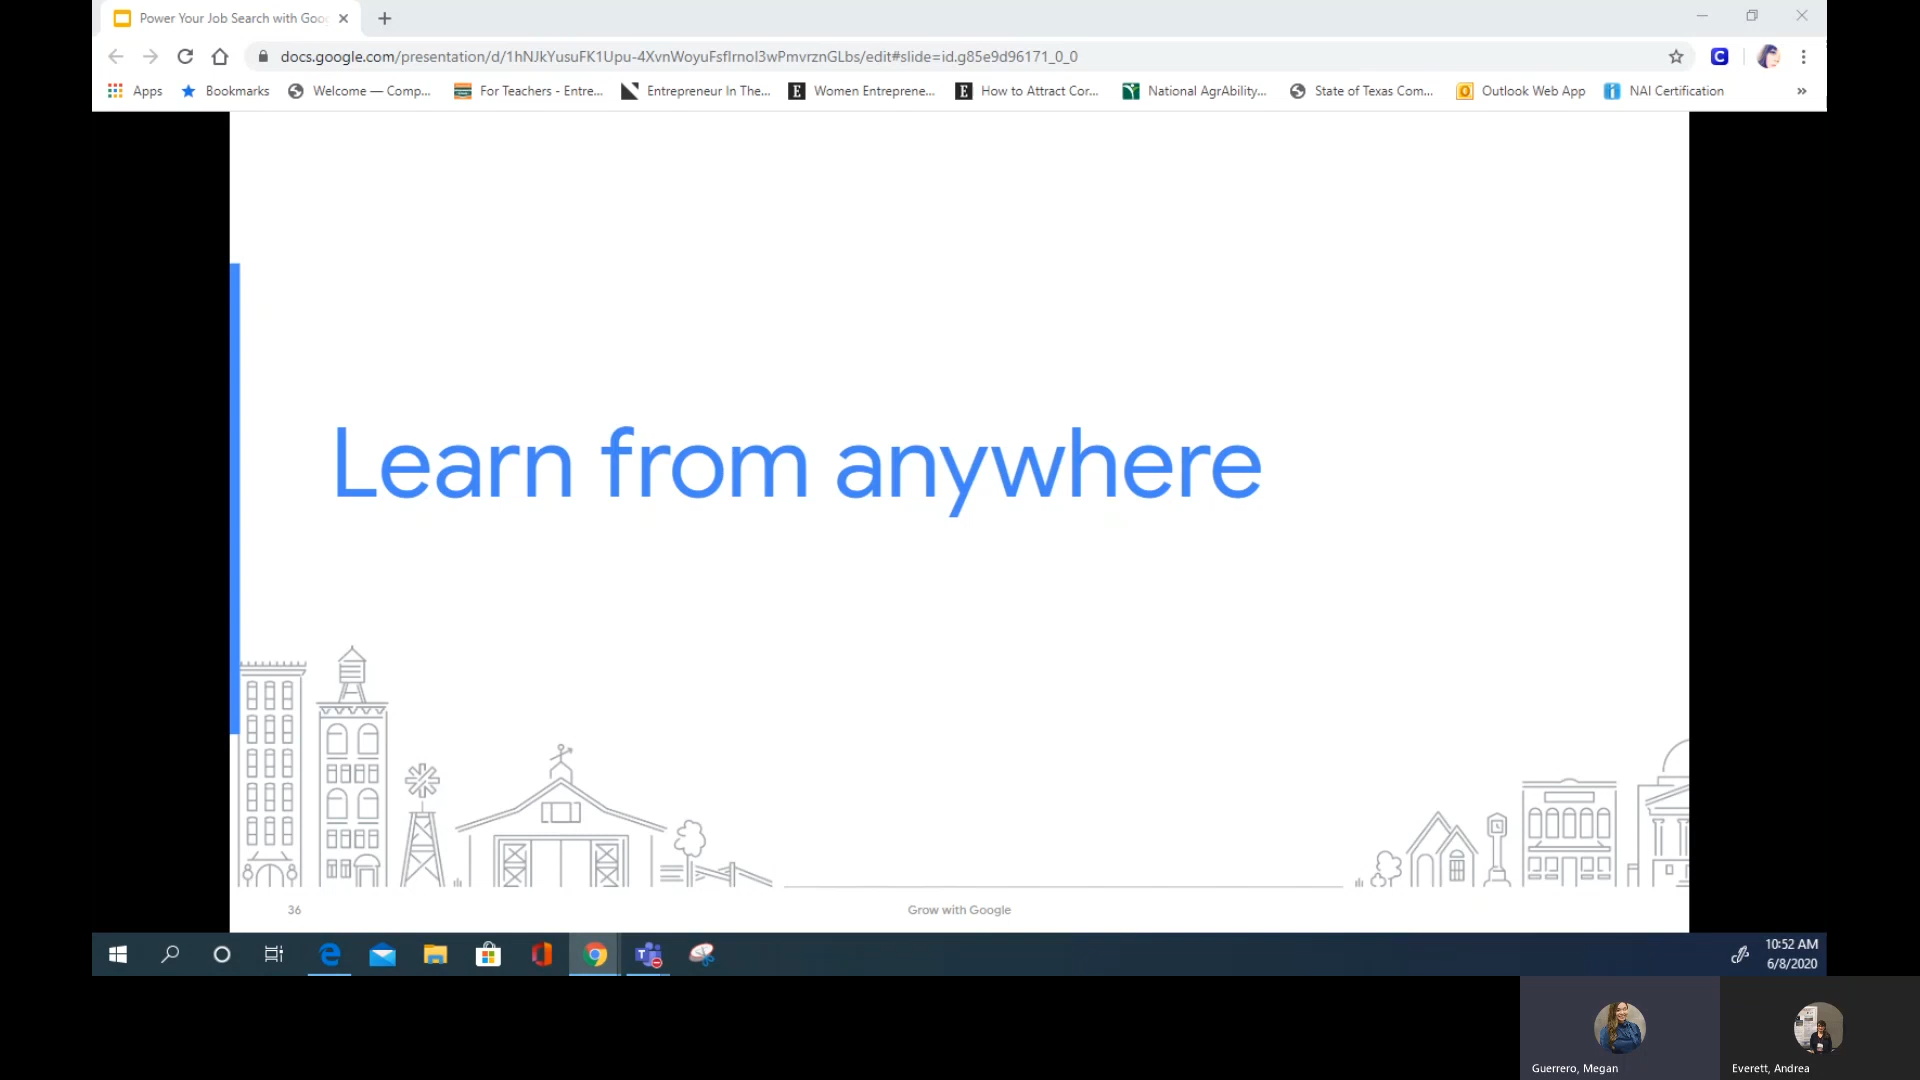 Power Your Job Search with Goo
docs.google.com/presentation/d/1hNJkYusuFK1Upu-4XvnWoyuFsfIrnoI3wPmvrznGLbs/edit#slide=id.g85e9d96171_0_0
Apps Bookmarks Welcome — Comp... For Teachers - Entre... Entrepreneur In The... Women Entreprene... How to Attract Cor... National AgrAbility... State of Texas Com... Outlook Web App NAI Certification
Learn from anywhere
36 Grow with Google
10:52 AM
6/8/2020
Guerrero, Megan Everett, Andrea